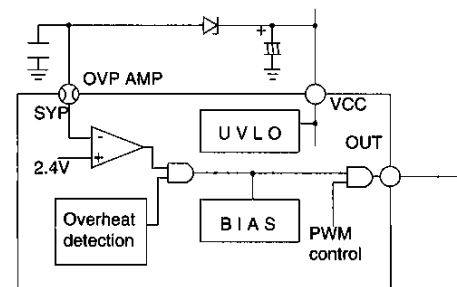 +
OVP AMP
SYP
VCC
UVLO
OUT
-
+
2.4V
Overheat
detection
BIAS
PWM
control